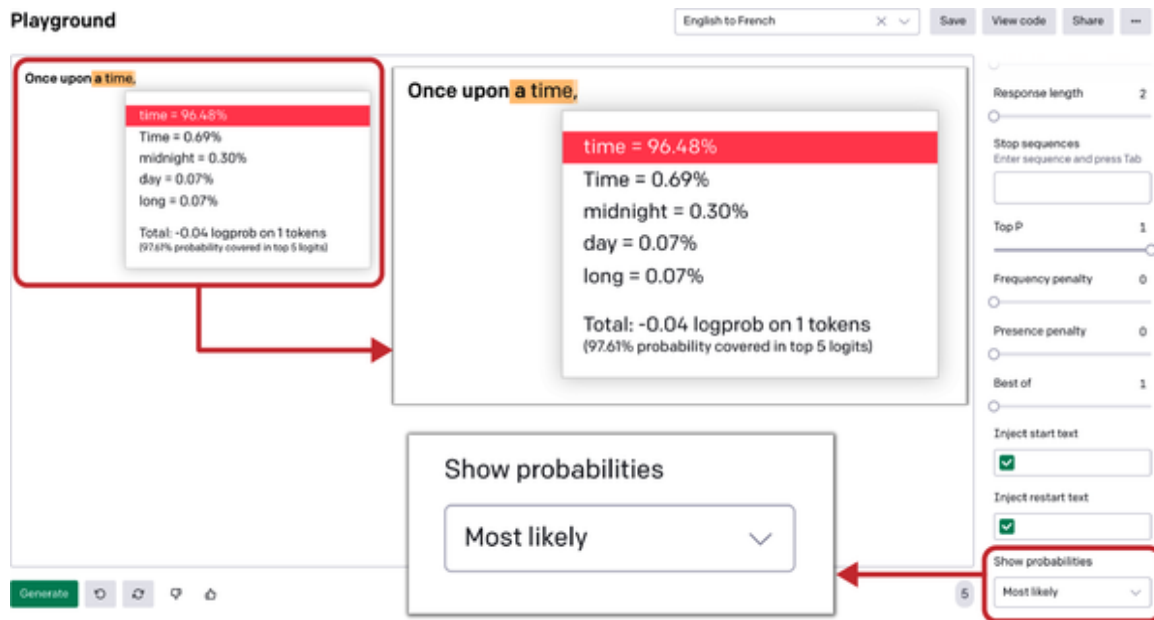 Playground
English to French
Save
View code
Share
...
Once upon a time,
time = 96.48%
Time = 0.69%
midnight = 0.30%
day = 0.07%
long = 0.07%
Total: -0.04 logprob on 1 tokens
(97.61% probability covered in top 5 logits)
Once upon a time,
time = 96.48%
Time = 0.69%
midnight = 0.30%
day = 0.07%
long = 0.07%
Total: -0.04 logprob on 1 tokens
(97.61% probability covered in top 5 logits)
Show probabilities
Most likely
Response length 2
Stop sequences
Enter sequence and press Tab
Top P 1
Frequency penalty 0
Presence penalty 0
Best of 1
Inject start text
Inject restart text
Show probabilities
Most likely
Generate
5